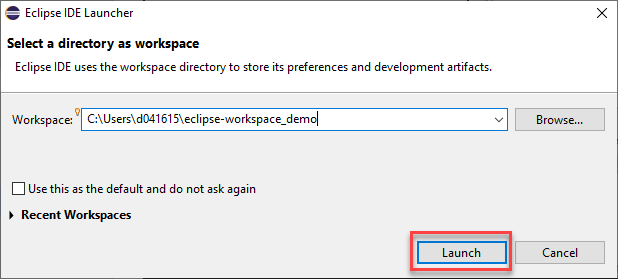 Eclipse IDE Launcher
Select a directory as workspace
Eclipse IDE uses the workspace directory to store its preferences and development artifacts.
Workspace: C:\Users\d041615\eclipse-workspace_demo Browse...
Use this as the default and do not ask again
Recent Workspaces
Launch Cancel